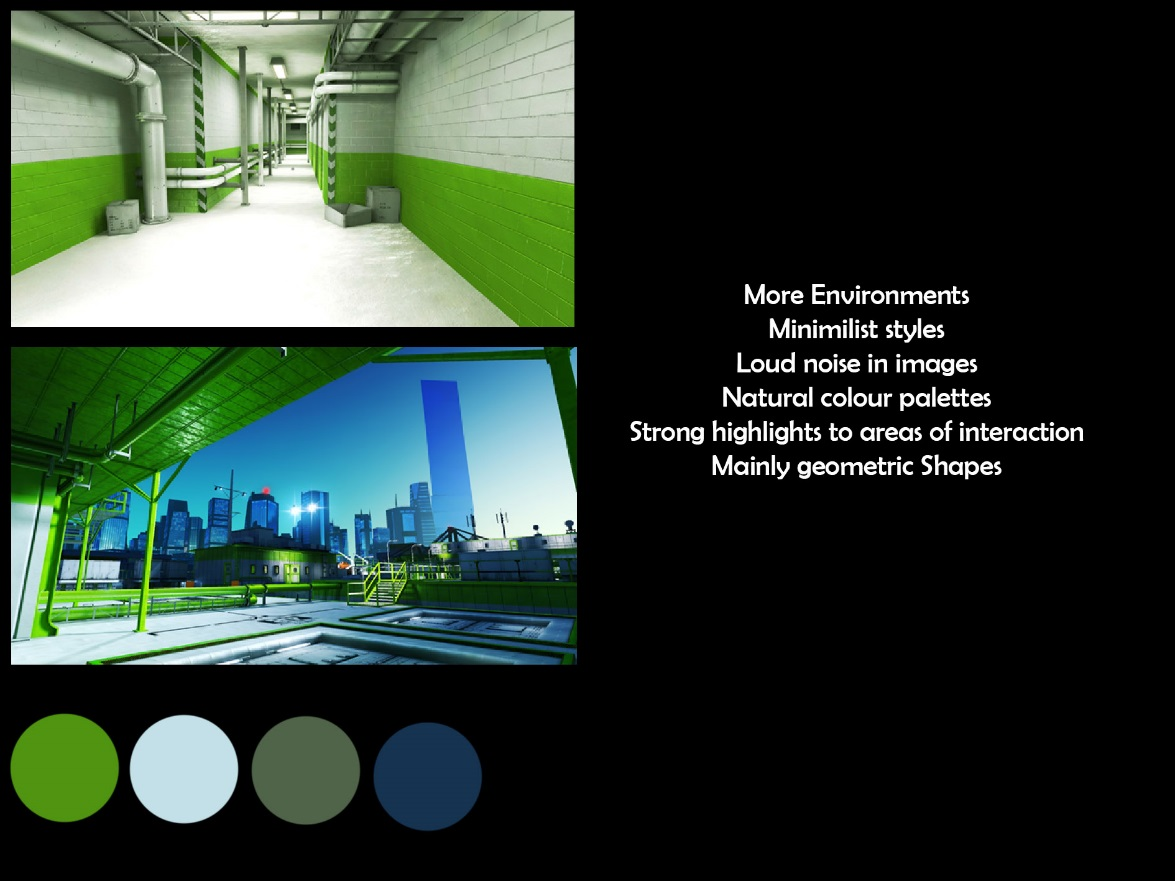 More Environments
Minimilist styles
Loud noise in images
Natural colour palettes
Strong highlights to areas of interaction
Mainly geometric Shapes